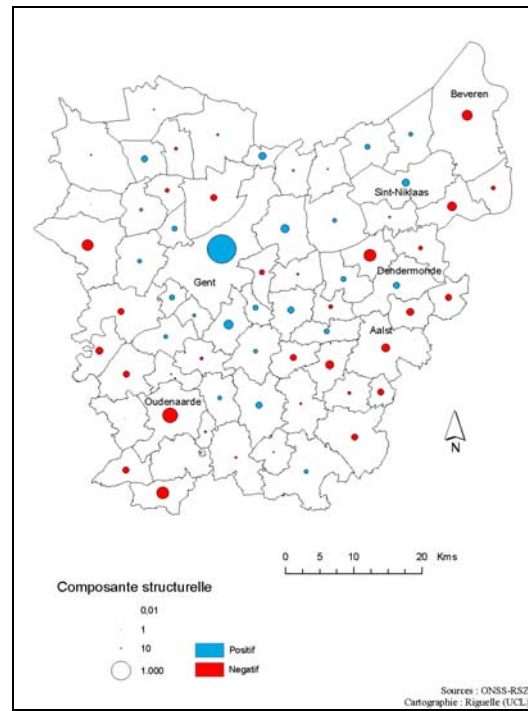 Beveren
Sint-Niklaas
Dendermonde
Gent
Aalst
Oudenaarde
N
0 5 10 20 Kms
Composante structurelle
0,01
1
10
1.000
Positif
Negatif
Sources : ONSS-RSZ
Cartographie : Riguelle (UCL)